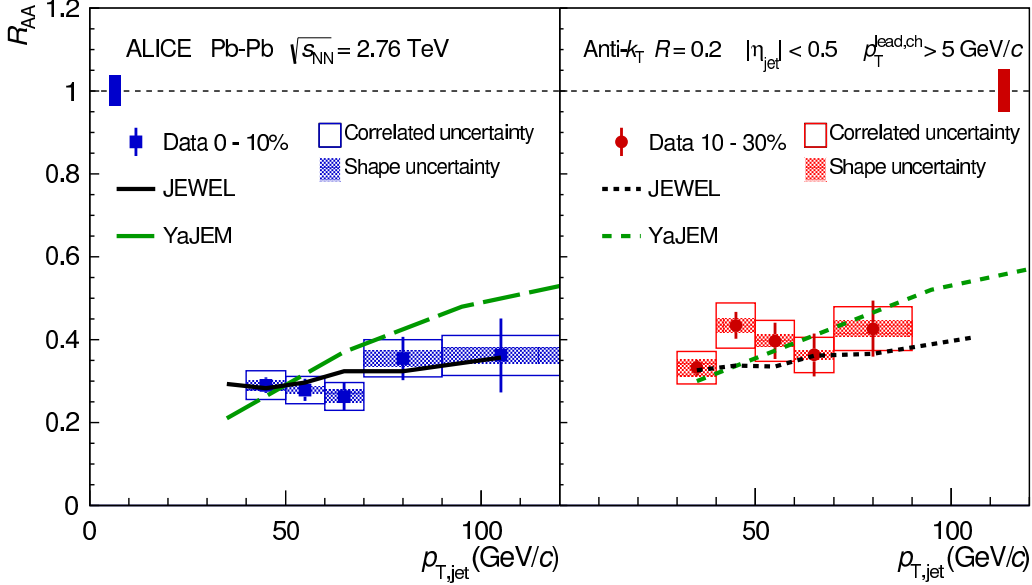 R_AA
ALICE Pb-Pb √s_NN = 2.76 TeV
Data 0 - 10%
Correlated uncertainty
Shape uncertainty
JEWEL
YaJEM
1.2
1
0.8
0.6
0.4
0.2
0
0 50 100
p_T,jet (GeV/c)
Anti-k_T R = 0.2 |η_jet| < 0.5 p_T^lead,ch > 5 GeV/c
Data 10 - 30%
Correlated uncertainty
Shape uncertainty
JEWEL
YaJEM
50 100
p_T,jet (GeV/c)